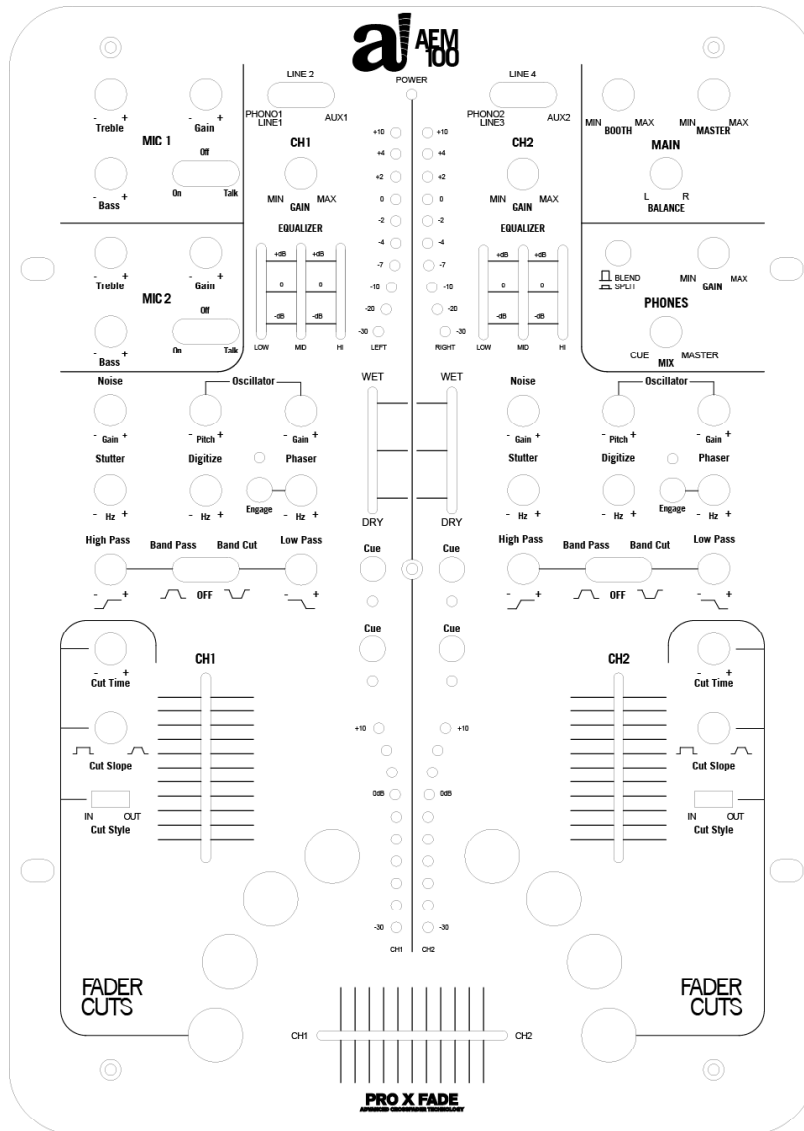 a! AEM
100
POWER
LINE 2
PHONO1
LINE1
AUX1
CH1
MIN MAX
GAIN
EQUALIZER
+dB +dB
0 0
-dB -dB
LOW MID HI
- + - +
Treble Gain
MIC 1
Off
- +
Bass
On Talk
- + - +
Treble Gain
MIC 2
Off
- +
Bass
On Talk
+10 +10
+4 +4
+2 +2
0 0
-2 -2
-4 -4
-7 -7
-10 -10
-20 -20
-30 -30
LEFT RIGHT
LINE 4
PHONO2
LINE3
AUX2
CH2
MIN MAX
GAIN
EQUALIZER
+dB +dB
0 0
-dB -dB
LOW MID HI
MIN MAX MIN MAX
BOOTH MASTER
MAIN
L R
BALANCE
BLEND
SPLIT
MIN MAX
GAIN
PHONES
CUE MASTER
MIX
Noise Oscillator
- Gain + - Pitch + - Gain +
Stutter Digitize Phaser
- Hz + - Hz + Engage - Hz +
High Pass Band Pass Band Cut Low Pass
- + OFF - +
WET WET
DRY DRY
Cue Cue
Cue Cue
Noise Oscillator
- Gain + - Pitch + - Gain +
Stutter Digitize Phaser
- Hz + - Hz + Engage - Hz +
High Pass Band Pass Band Cut Low Pass
- + OFF - +
- +
Cut Time
Cut Slope
IN OUT
Cut Style
CH1
FADER
CUTS
+10 +10
0dB 0dB
-30 -30
CH1 CH2
CH2
- +
Cut Time
Cut Slope
IN OUT
Cut Style
FADER
CUTS
CH1 CH2
PRO X FADE
ADVANCED CROSSFADER TECHNOLOGY